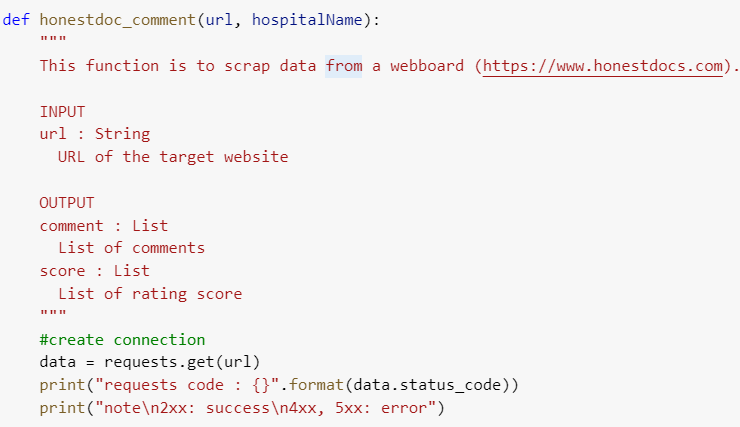 def honestdoc_comment(url, hospitalName):
"""
This function is to scrap data from a webboard (https://www.honestdocs.com).
INPUT
url : String
URL of the target website
OUTPUT
comment : List
List of comments
score : List
List of rating score
"""
#create connection
data = requests.get(url)
print("requests code : {}".format(data.status_code))
print("note\n2xx: success\n4xx, 5xx: error")